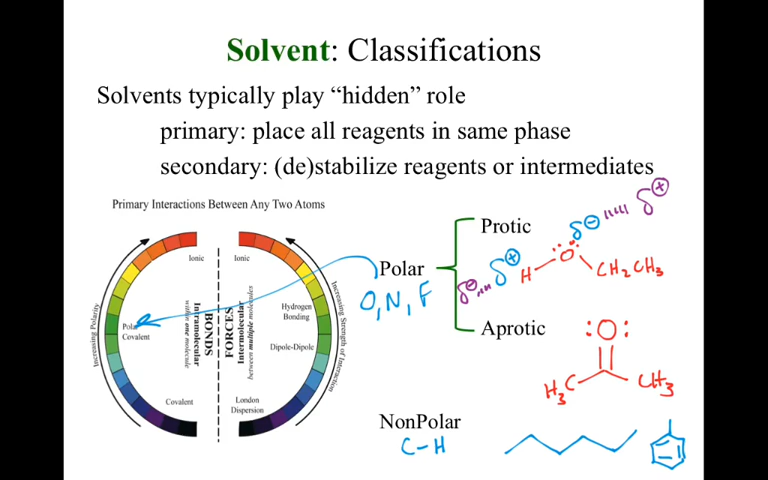 Solvent: Classifications
Solvents typically play “hidden” role
primary: place all reagents in same phase
secondary: (de)stabilize reagents or intermediates
Primary Interactions Between Any Two Atoms
Ionic
Polar
Covalent
Covalent
Increasing Polarity
BONDS
Intramolecular
within one molecule
FORCES
Intermolecular
between multiple molecules
Ionic
Hydrogen
Bonding
Dipole-Dipole
London
Dispersion
Increasing Strength of Interaction
Polar
O, N, F
Protic
δ⊖ δ⊕
δ⊖ δ⊕
H O CH₂CH₃
Aprotic
:O:
H₃C CH₃
NonPolar
C-H